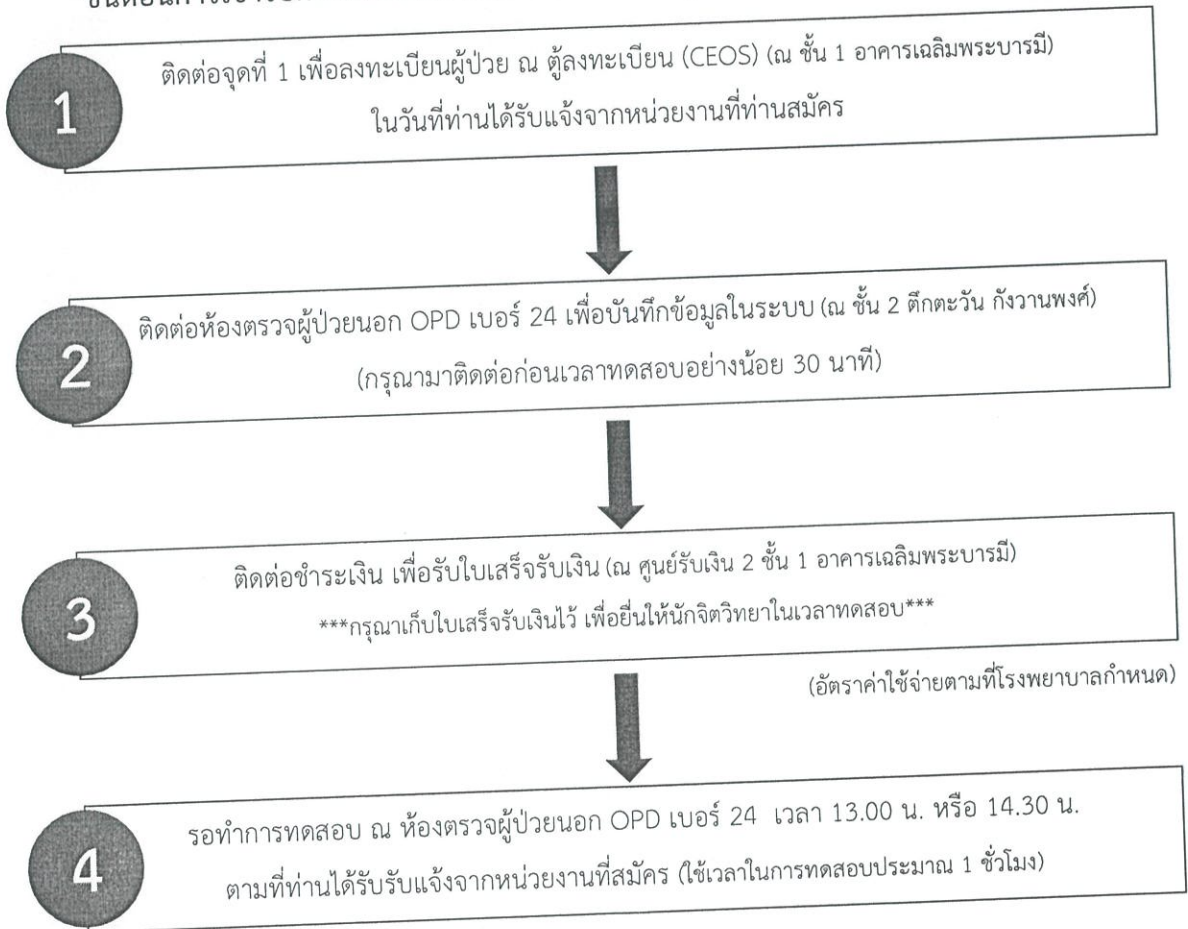 1
ติดต่อจุดที่ 1 เพื่อลงทะเบียนผู้ป่วย ณ ตู้ลงทะเบียน (CEOS) (ณ ชั้น 1 อาคารเฉลิมพระบารมี)
ในวันที่ท่านได้รับแจ้งจากหน่วยงานที่ท่านสมัคร
2
ติดต่อห้องตรวจผู้ป่วยนอก OPD เบอร์ 24 เพื่อบันทึกข้อมูลในระบบ (ณ ชั้น 2 ตึกตะวัน กังวานพงศ์)
(กรุณามาติดต่อก่อนเวลาทดสอบอย่างน้อย 30 นาที)
3
ติดต่อชำระเงิน เพื่อรับใบเสร็จรับเงิน (ณ ศูนย์รับเงิน 2 ชั้น 1 อาคารเฉลิมพระบารมี)
***กรุณาเก็บใบเสร็จรับเงินไว้ เพื่อยื่นให้นักจิตวิทยาในเวลาทดสอบ***
(อัตราค่าใช้จ่ายตามที่โรงพยาบาลกำหนด)
4
รอทำการทดสอบ ณ ห้องตรวจผู้ป่วยนอก OPD เบอร์ 24 เวลา 13.00 น. หรือ 14.30 น.
ตามที่ท่านได้รับรับแจ้งจากหน่วยงานที่สมัคร (ใช้เวลาในการทดสอบประมาณ 1 ชั่วโมง)